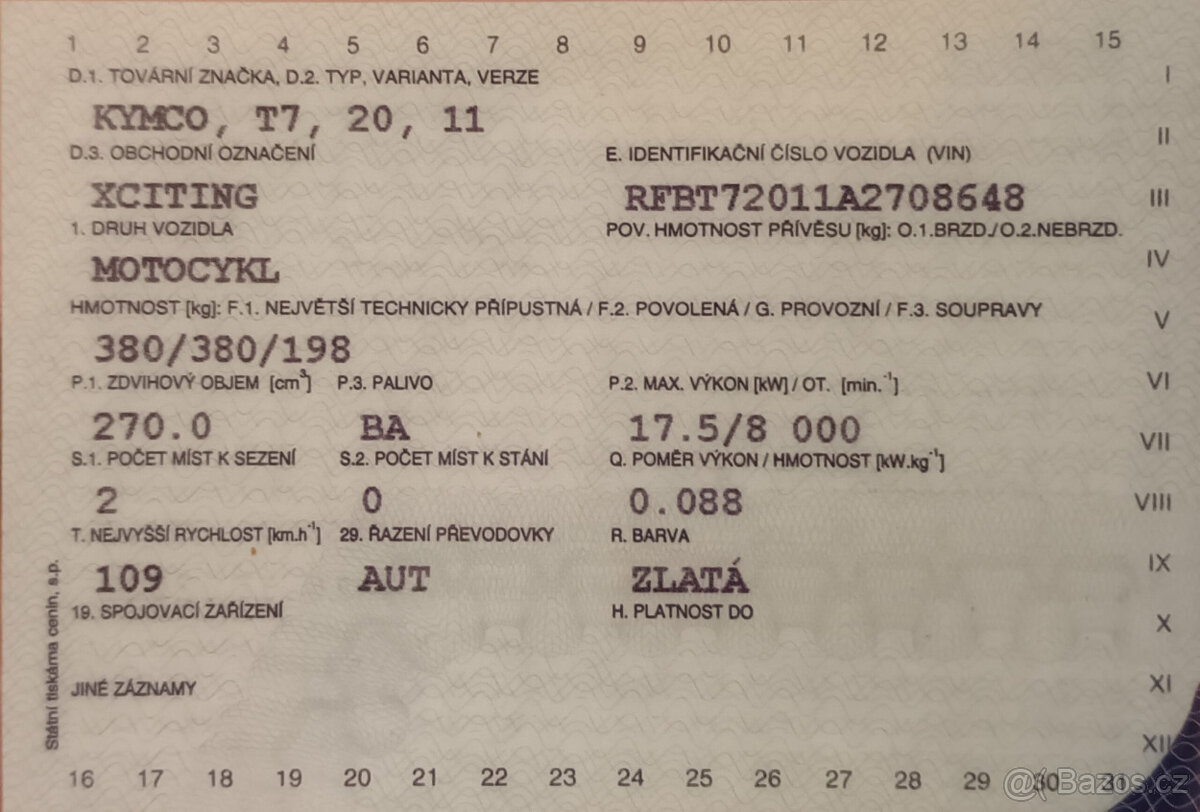 1 2 3 4 5 6 7 8 9 10 11 12 13 14 15
D.1. TOVÁRNÍ ZNAČKA, D.2. TYP, VARIANTA, VERZE I
KYMCO, T7, 20, 11 II
D.3. OBCHODNÍ OZNAČENÍ E. IDENTIFIKAČNÍ ČÍSLO VOZIDLA (VIN)
XCITING RFBT72011A2708648 III
1. DRUH VOZIDLA POV. HMOTNOST PŘÍVĚSU [kg]: O.1.BRZD./O.2.NEBRZD.
MOTOCYKL IV
HMOTNOST [kg]: F.1. NEJVĚTŠÍ TECHNICKY PŘÍPUSTNÁ / F.2. POVOLENÁ / G. PROVOZNÍ / F.3. SOUPRAVY V
380/380/198
P.1. ZDVIHOVÝ OBJEM [cm³] P.3. PALIVO P.2. MAX. VÝKON [kW] / OT. [min.⁻¹] VI
270.0 BA 17.5/8 000 VII
S.1. POČET MÍST K SEZENÍ S.2. POČET MÍST K STÁNÍ Q. POMĚR VÝKON / HMOTNOST [kW.kg⁻¹]
2 0 0.088 VIII
T. NEJVYŠŠÍ RYCHLOST [km.h⁻¹] 29. ŘAZENÍ PŘEVODOVKY R. BARVA
109 AUT ZLATÁ IX
19. SPOJOVACÍ ZAŘÍZENÍ H. PLATNOST DO X
JINÉ ZÁZNAMY XI
XII
Státní tiskárna cenin, s.p.
16 17 18 19 20 21 22 23 24 25 26 27 28 29 30 31
@Bazos.cz